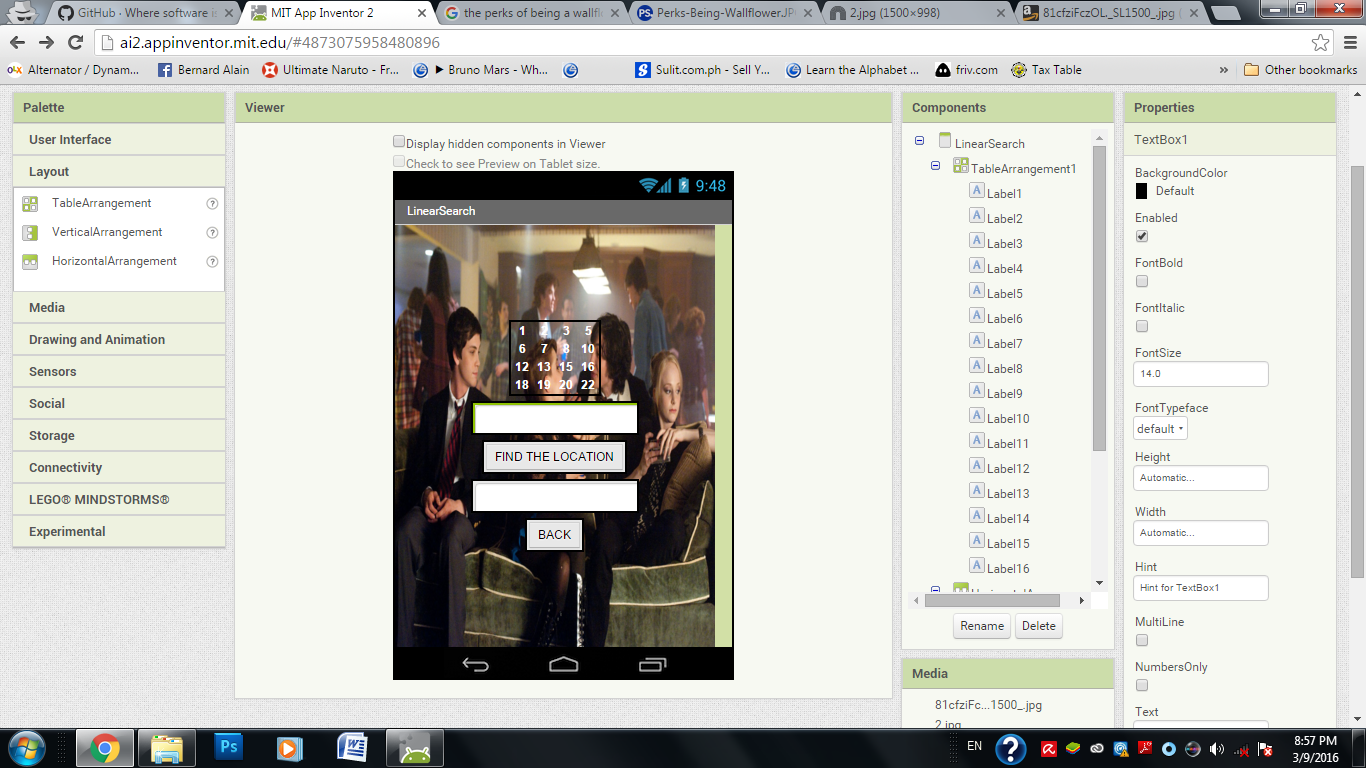 GitHub · Where software is
MIT App Inventor 2
the perks of being a wallfl
Perks-Being-Wallflower.JP
2.jpg (1500×998)
81cfziFczOL._SL1500_.jpg (
ai2.appinventor.mit.edu/#4873075958480896
Alternator / Dynam...
Bernard Alain
Ultimate Naruto - Fr...
Bruno Mars - Wh...
Sulit.com.ph - Sell Y...
Learn the Alphabet ...
friv.com
Tax Table
»
Other bookmarks
Palette
User Interface
Layout
TableArrangement ?
VerticalArrangement ?
HorizontalArrangement ?
Media
Drawing and Animation
Sensors
Social
Storage
Connectivity
LEGO® MINDSTORMS®
Experimental
Viewer
Display hidden components in Viewer
Check to see Preview on Tablet size.
9:48
LinearSearch
1 2 3 5
6 7 8 10
12 13 15 16
18 19 20 22
FIND THE LOCATION
BACK
Components
LinearSearch
TableArrangement1
Label1
Label2
Label3
Label4
Label5
Label6
Label7
Label8
Label9
Label10
Label11
Label12
Label13
Label14
Label15
Label16
Rename Delete
Media
81cfziFc...1500_.jpg
2.jpg
Properties
TextBox1
BackgroundColor
Default
Enabled
FontBold
FontItalic
FontSize
14.0
FontTypeface
default
Height
Automatic...
Width
Automatic...
Hint
Hint for TextBox1
MultiLine
NumbersOnly
Text
Ps
EN
8:57 PM
3/9/2016